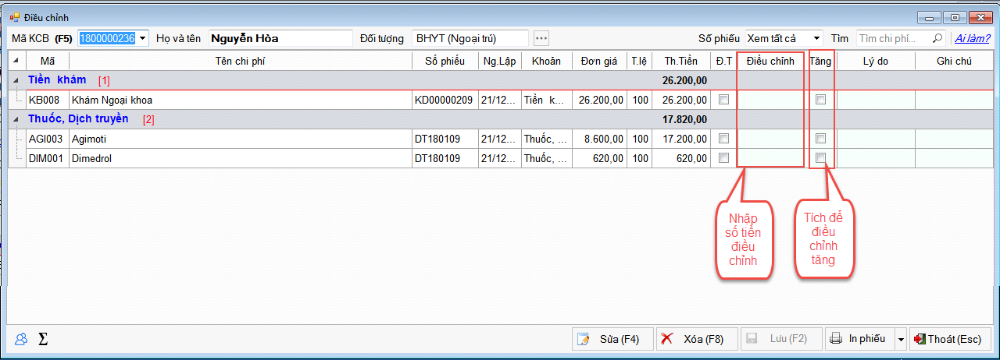 Điều chỉnh
Mã KCB (F5) 1800000236 Họ và tên Nguyễn Hòa Đối tượng BHYT (Ngoại trú) ... Số phiếu Xem tất cả Tìm Tìm chi phí... Ai làm?
Mã Tên chi phí Số phiếu Ng.Lập Khoản Đơn giá T.lệ Th.Tiền Đ.T Điều chỉnh Tăng Lý do Ghi chú
Tiền khám [1] 26.200,00
KB008 Khám Ngoại khoa KD00000209 21/12... Tiền k... 26.200,00 100 26.200,00
Thuốc, Dịch truyền [2] 17.820,00
AGI003 Agimoti DT180109 21/12... Thuốc, ... 8.600,00 100 17.200,00
DIM001 Dimedrol DT180109 21/12... Thuốc, ... 620,00 100 620,00
Nhập
số tiền
điều
chỉnh
Tích để
điều
chỉnh
tăng
Σ Sửa (F4) Xóa (F8) Lưu (F2) In phiếu Thoát (Esc)